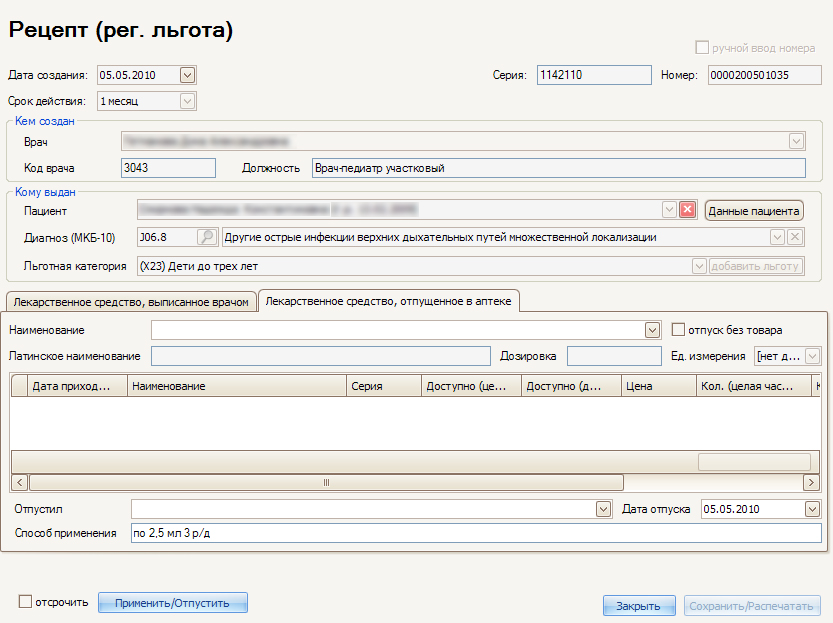 Рецепт (рег. льгота)
ручной ввод номера
Дата создания: 05.05.2010 Серия: 1142110 Номер: 0000200501035
Срок действия: 1 месяц
Кем создан
Врач
Код врача 3043 Должность Врач-педиатр участковый
Кому выдан
Пациент Данные пациента
Диагноз (МКБ-10) J06.8 Другие острые инфекции верхних дыхательных путей множественной локализации
Льготная категория (X23) Дети до трех лет добавить льготу
Лекарственное средство, выписанное врачом Лекарственное средство, отпущенное в аптеке
Наименование отпуск без товара
Латинское наименование Дозировка Ед. измерения [нет д...
Дата приход... Наименование Серия Доступно (це... Доступно (д... Цена Кол. (целая час... К
Отпустил Дата отпуска 05.05.2010
Способ применения по 2,5 мл 3 р/д
отсрочить Применить/Отпустить Закрыть Сохранить/Распечатать